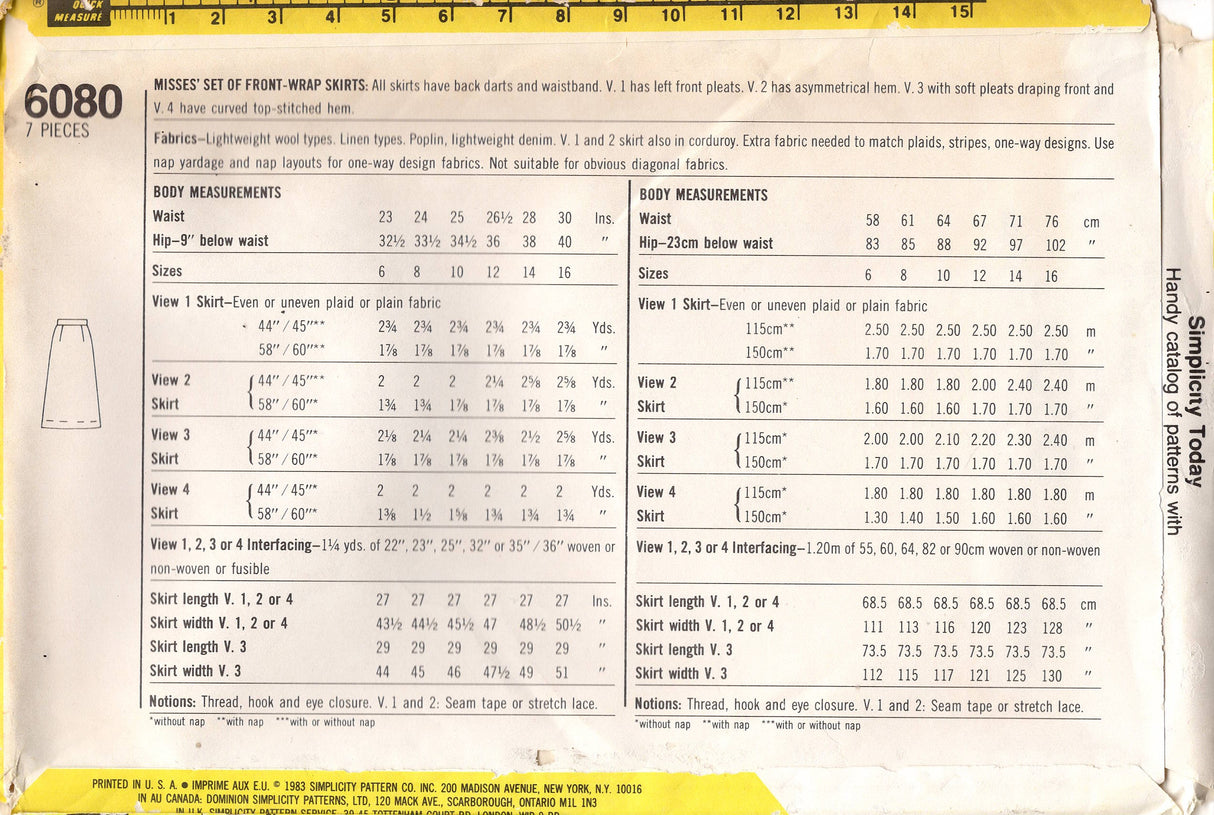 ®
QUICK
MEASURE
1 2 3 4 5 6 7 8 9 10 11 12 13 14 15
6080
7 PIECES
MISSES' SET OF FRONT-WRAP SKIRTS: All skirts have back darts and waistband. V. 1 has left front pleats. V. 2 has asymmetrical hem. V. 3 with soft pleats draping front and
V. 4 have curved top-stitched hem.
Fabrics–Lightweight wool types. Linen types. Poplin, lightweight denim. V. 1 and 2 skirt also in corduroy. Extra fabric needed to match plaids, stripes, one-way designs. Use
nap yardage and nap layouts for one-way design fabrics. Not suitable for obvious diagonal fabrics.
BODY MEASUREMENTS
Waist 23 24 25 26½ 28 30 Ins.
Hip–9" below waist 32½ 33½ 34½ 36 38 40 "
Sizes 6 8 10 12 14 16
View 1 Skirt–Even or uneven plaid or plain fabric
44"/45"** 2¾ 2¾ 2¾ 2¾ 2¾ 2¾ Yds.
58"/60"** 1⅞ 1⅞ 1⅞ 1⅞ 1⅞ 1⅞ "
View 2 44"/45"** 2 2 2 2¼ 2⅝ 2⅝ Yds.
Skirt 58"/60"* 1¾ 1¾ 1⅞ 1⅞ 1⅞ 1⅞ "
View 3 44"/45"* 2⅛ 2¼ 2¼ 2⅜ 2½ 2⅝ Yds.
Skirt 58"/60"* 1⅞ 1⅞ 1⅞ 1⅞ 1⅞ 1⅞ "
View 4 44"/45"* 2 2 2 2 2 2 Yds.
Skirt 58"/60"* 1⅜ 1½ 1⅝ 1¾ 1¾ 1¾ "
View 1, 2, 3 or 4 Interfacing–1¼ yds. of 22", 23", 25", 32" or 35"/36" woven or
non-woven or fusible
Skirt length V. 1, 2 or 4 27 27 27 27 27 27 Ins.
Skirt width V. 1, 2 or 4 43½ 44½ 45½ 47 48½ 50½ "
Skirt length V. 3 29 29 29 29 29 29 "
Skirt width V. 3 44 45 46 47½ 49 51 "
Notions: Thread, hook and eye closure. V. 1 and 2: Seam tape or stretch lace.
*without nap **with nap ***with or without nap
BODY MEASUREMENTS
Waist 58 61 64 67 71 76 cm
Hip–23cm below waist 83 85 88 92 97 102 "
Sizes 6 8 10 12 14 16
View 1 Skirt–Even or uneven plaid or plain fabric
115cm** 2.50 2.50 2.50 2.50 2.50 2.50 m
150cm** 1.70 1.70 1.70 1.70 1.70 1.70 "
View 2 115cm** 1.80 1.80 1.80 2.00 2.40 2.40 m
Skirt 150cm* 1.60 1.60 1.60 1.70 1.70 1.70 "
View 3 115cm* 2.00 2.00 2.10 2.20 2.30 2.40 m
Skirt 150cm* 1.70 1.70 1.70 1.70 1.70 1.70 "
View 4 115cm* 1.80 1.80 1.80 1.80 1.80 1.80 m
Skirt 150cm* 1.30 1.40 1.50 1.60 1.60 1.60 "
View 1, 2, 3 or 4 Interfacing–1.20m of 55, 60, 64, 82 or 90cm woven or non-woven
Skirt length V. 1, 2 or 4 68.5 68.5 68.5 68.5 68.5 68.5 cm
Skirt width V. 1, 2 or 4 111 113 116 120 123 128 "
Skirt length V. 3 73.5 73.5 73.5 73.5 73.5 73.5 "
Skirt width V. 3 112 115 117 121 125 130 "
Notions: Thread, hook and eye closure. V. 1 and 2: Seam tape or stretch lace.
*without nap **with nap ***with or without nap
Simplicity Today
Handy catalog of patterns with
PRINTED IN U. S. A. ● IMPRIME AUX E.U. © 1983 SIMPLICITY PATTERN CO. INC. 200 MADISON AVENUE, NEW YORK, N.Y. 10016
IN AU CANADA: DOMINION SIMPLICITY PATTERNS, LTD, 120 MACK AVE., SCARBOROUGH, ONTARIO M1L 1N3
IN U.K. SIMPLICITY PATTERN SERVICE, TOTTENHAM COURT RD. LONDON,